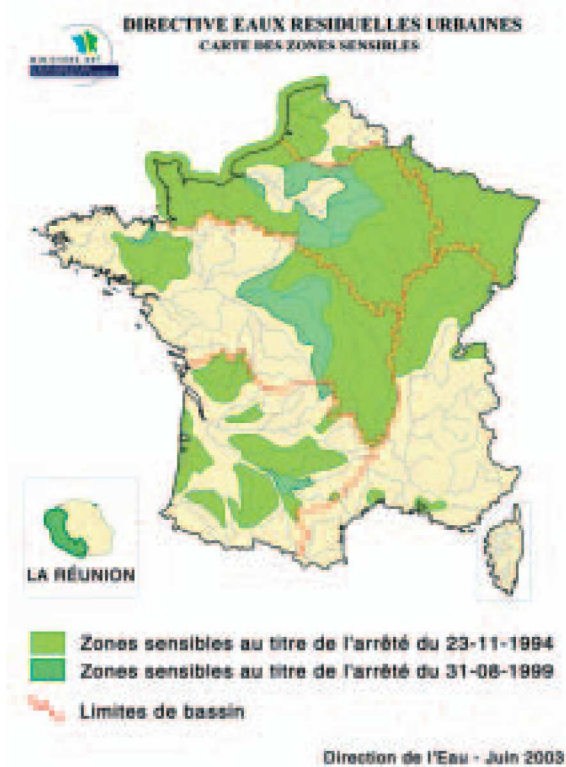 DIRECTIVE EAUX RESIDUELLES URBAINES
CARTE DES ZONES SENSIBLES
LA RÉUNION
Zones sensibles au titre de l'arrêté du 23-11-1994
Zones sensibles au titre de l'arrêté du 31-08-1999
Limites de bassin
Direction de l'Eau - Juin 2003